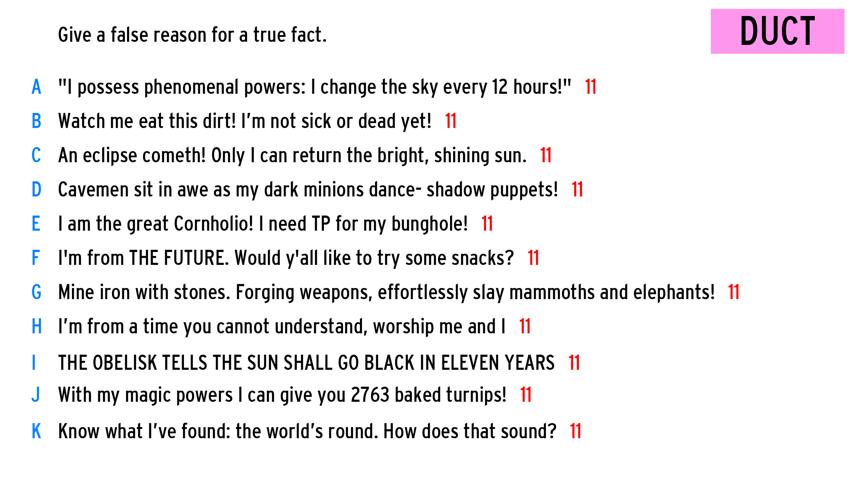 Give a false reason for a true fact.
DUCT
A "I possess phenomenal powers: I change the sky every 12 hours!" 11
B Watch me eat this dirt! I’m not sick or dead yet! 11
C An eclipse cometh! Only I can return the bright, shining sun. 11
D Cavemen sit in awe as my dark minions dance- shadow puppets! 11
E I am the great Cornholio! I need TP for my bunghole! 11
F I'm from THE FUTURE. Would y'all like to try some snacks? 11
G Mine iron with stones. Forging weapons, effortlessly slay mammoths and elephants! 11
H I’m from a time you cannot understand, worship me and I 11
I THE OBELISK TELLS THE SUN SHALL GO BLACK IN ELEVEN YEARS 11
J With my magic powers I can give you 2763 baked turnips! 11
K Know what I’ve found: the world’s round. How does that sound? 11